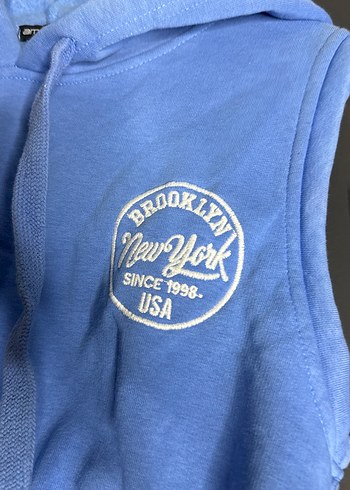 BROOKLYN
New York
SINCE 1998-
USA